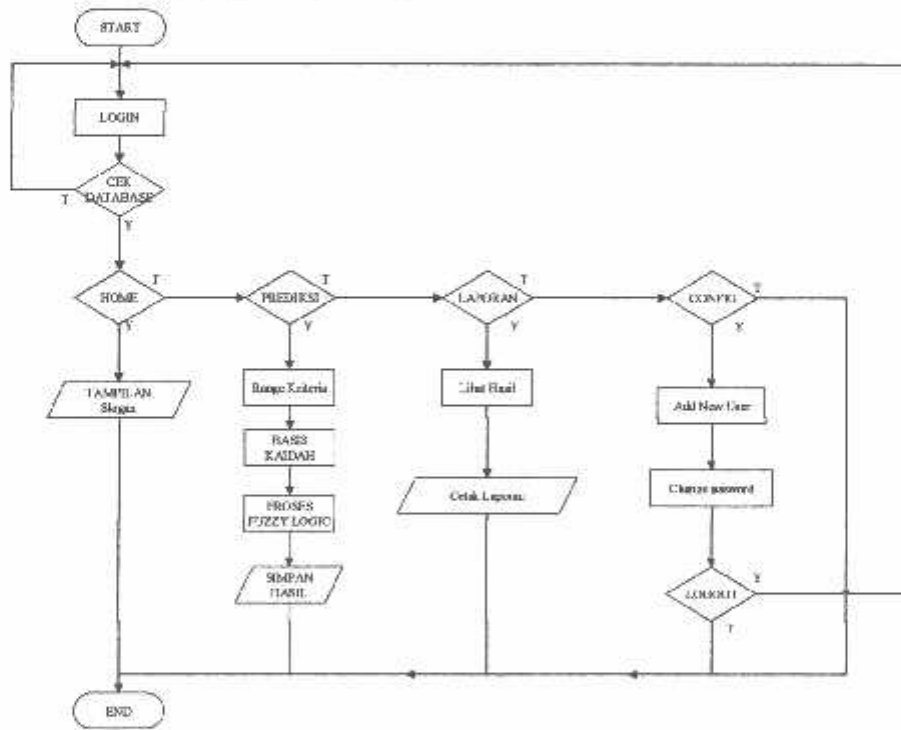 START
LOGIN
CEK
DATABASE
T
Y
HOME
T
Y
PREDIKSI
T
Y
LAPORAN
T
Y
CONFIG
T
Y
TAMPILAN
Slogan
Range Kriteria
BASIS
KAIDAH
PROSES
FUZZY LOGIC
SIMPAN
HASIL
Lihat Hasil
Cetak Laporan
Add New User
Change password
LOGOUT
Y
T
END